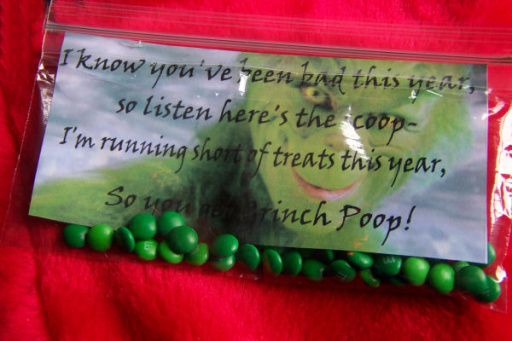 I know you've been bad this year,
so listen here's the scoop-
I'm running short of treats this year,
So you get Grinch Poop!